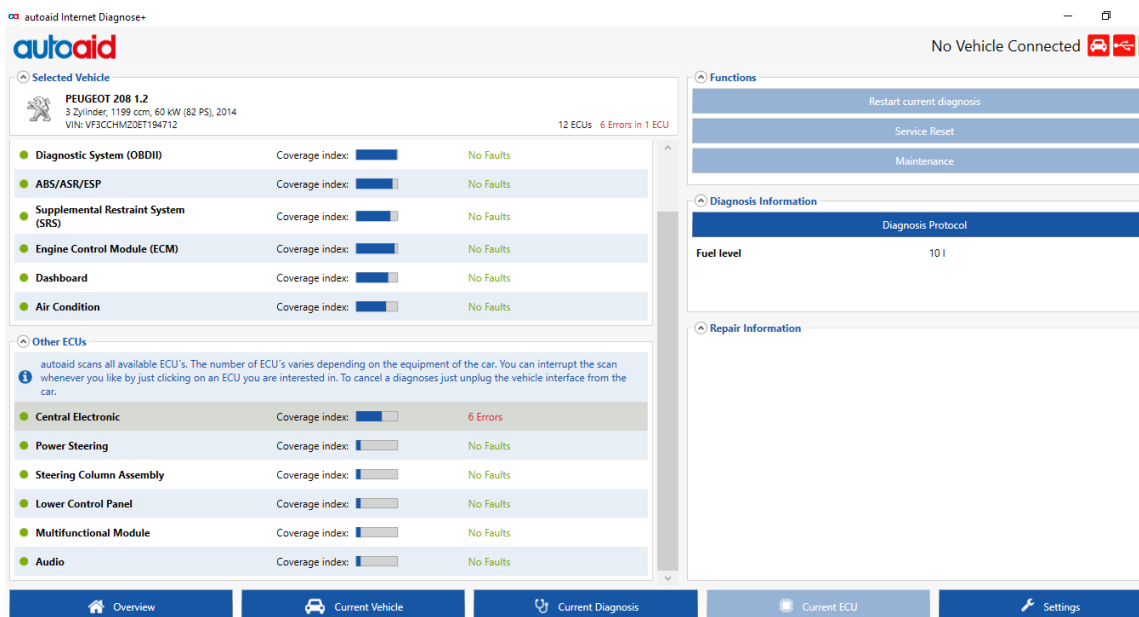 autoaid Internet Diagnose+
autoaid
No Vehicle Connected
Selected Vehicle
PEUGEOT 208 1.2
3 Zylinder, 1199 ccm, 60 kW (82 PS), 2014
VIN: VF3CCHMZ0ET194712
12 ECUs 6 Errors in 1 ECU
Diagnostic System (OBDII) Coverage index: No Faults
ABS/ASR/ESP Coverage index: No Faults
Supplemental Restraint System
(SRS) Coverage index: No Faults
Engine Control Module (ECM) Coverage index: No Faults
Dashboard Coverage index: No Faults
Air Condition Coverage index: No Faults
Other ECUs
autoaid scans all available ECU´s. The number of ECU´s varies depending on the equipment of the car. You can interrupt the scan
whenever you like by just clicking on an ECU you are interested in. To cancel a diagnoses just unplug the vehicle interface from the
car.
Central Electronic Coverage index: 6 Errors
Power Steering Coverage index: No Faults
Steering Column Assembly Coverage index: No Faults
Lower Control Panel Coverage index: No Faults
Multifunctional Module Coverage index: No Faults
Audio Coverage index: No Faults
Functions
Restart current diagnosis
Service Reset
Maintenance
Diagnosis Information
Diagnosis Protocol
Fuel level 10 l
Repair Information
Overview
Current Vehicle
Current Diagnosis
Current ECU
Settings